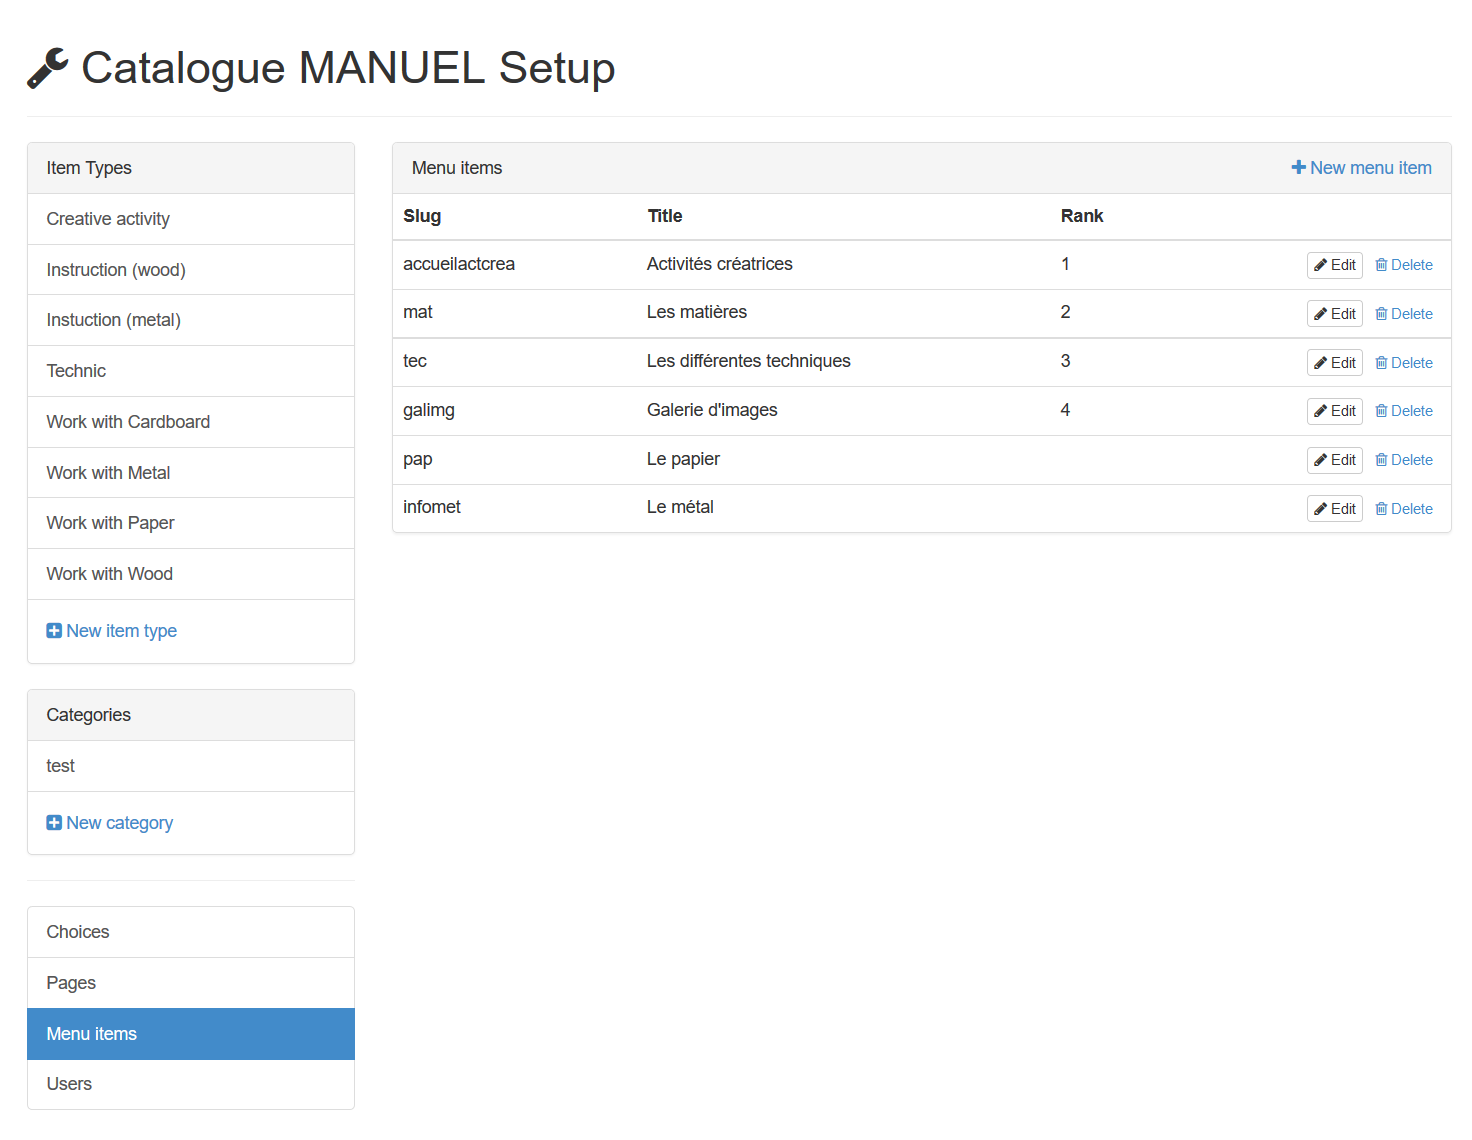 Catalogue MANUEL Setup
Item Types
Creative activity
Instruction (wood)
Instuction (metal)
Technic
Work with Cardboard
Work with Metal
Work with Paper
Work with Wood
New item type
Categories
test
New category
Choices
Pages
Menu items
Users
Menu items New menu item
Slug Title Rank
accueilactcrea Activités créatrices 1 Edit Delete
mat Les matières 2 Edit Delete
tec Les différentes techniques 3 Edit Delete
galimg Galerie d'images 4 Edit Delete
pap Le papier Edit Delete
infomet Le métal Edit Delete